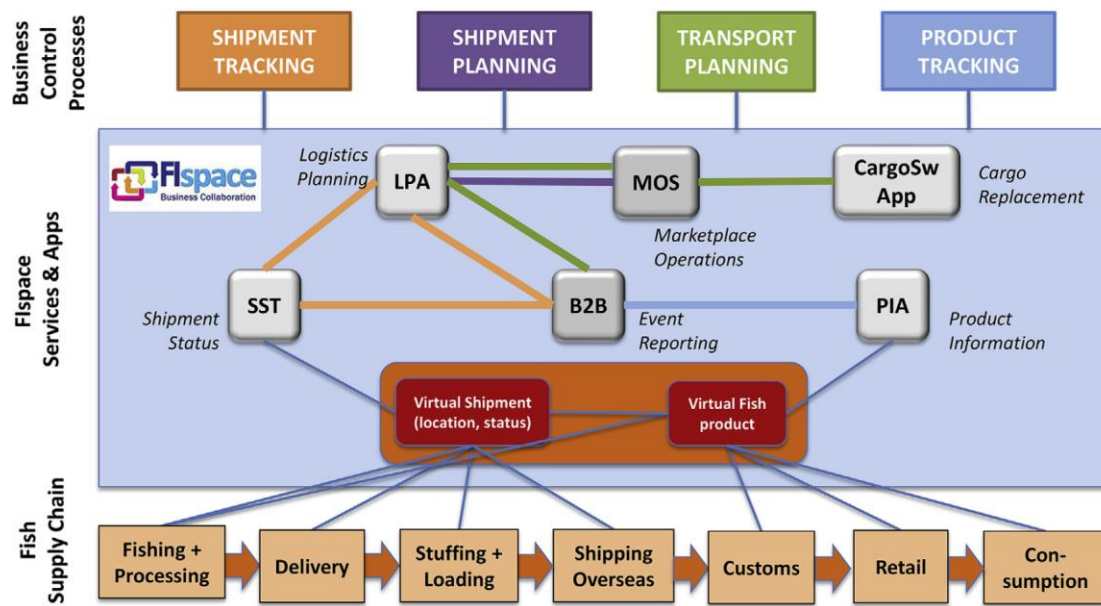 Business
Control
Processes
SHIPMENT
TRACKING
SHIPMENT
PLANNING
TRANSPORT
PLANNING
PRODUCT
TRACKING
FIspace
Services & Apps
FIspace
Business Collaboration
Logistics
Planning
LPA
MOS
CargoSw
App
Cargo
Replacement
Marketplace
Operations
SST
B2B
PIA
Shipment
Status
Event
Reporting
Product
Information
Virtual Shipment
(location, status)
Virtual Fish
product
Fish
Supply Chain
Fishing +
Processing
Delivery
Stuffing +
Loading
Shipping
Overseas
Customs
Retail
Con-
sumption